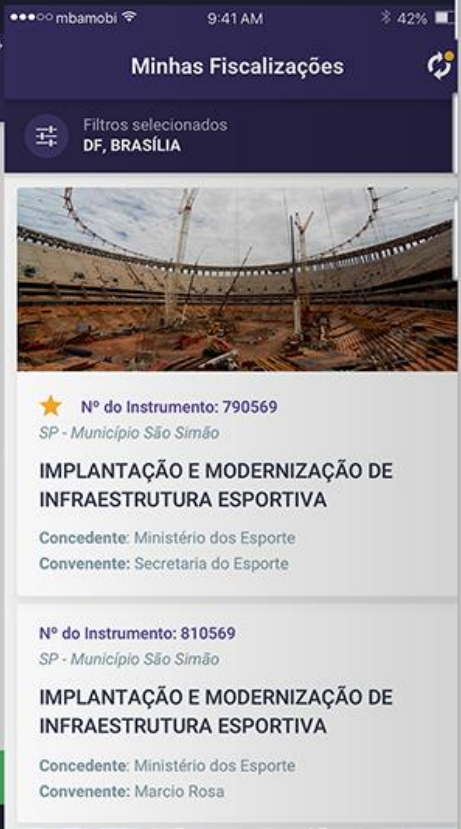 mbamobi 9:41 AM 42%
Minhas Fiscalizações
Filtros selecionados
DF, BRASÍLIA
Nº do Instrumento: 790569
SP - Município São Simão
IMPLANTAÇÃO E MODERNIZAÇÃO DE
INFRAESTRUTURA ESPORTIVA
Concedente: Ministério dos Esporte
Convenente: Secretaria do Esporte
Nº do Instrumento: 810569
SP - Município São Simão
IMPLANTAÇÃO E MODERNIZAÇÃO DE
INFRAESTRUTURA ESPORTIVA
Concedente: Ministério dos Esporte
Convenente: Marcio Rosa